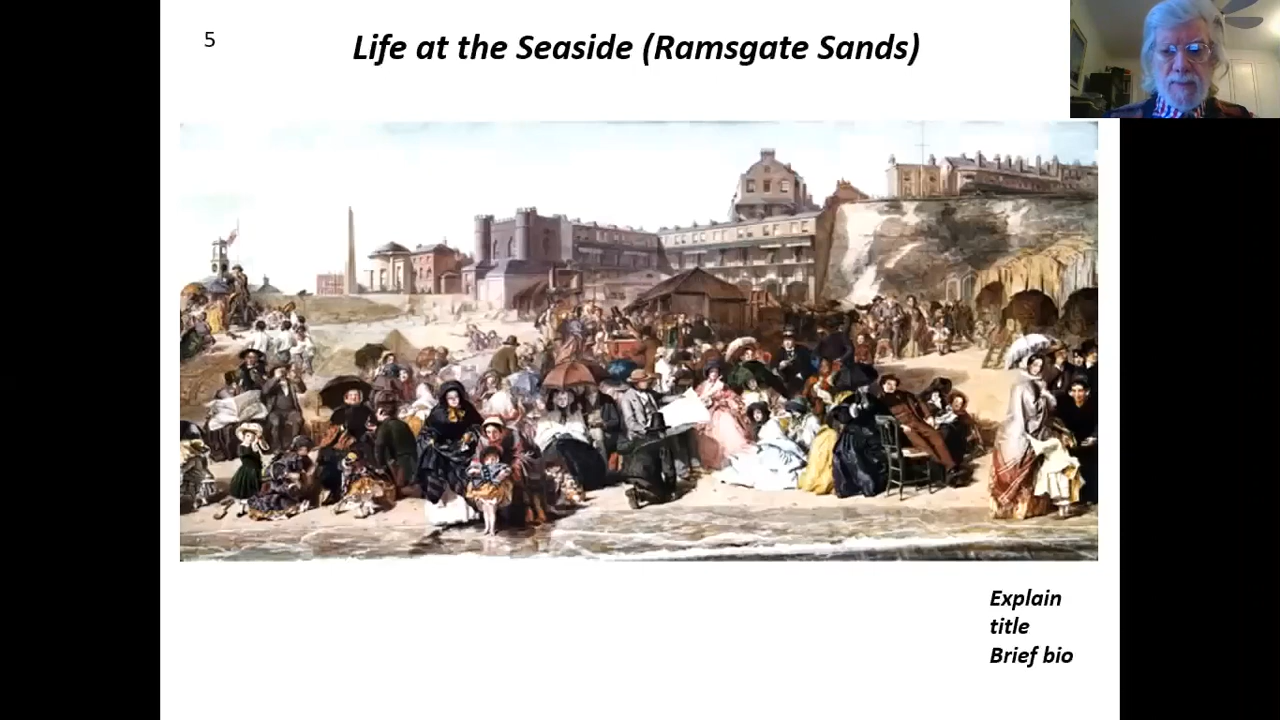 5
Life at the Seaside (Ramsgate Sands)
Explain
title
Brief bio